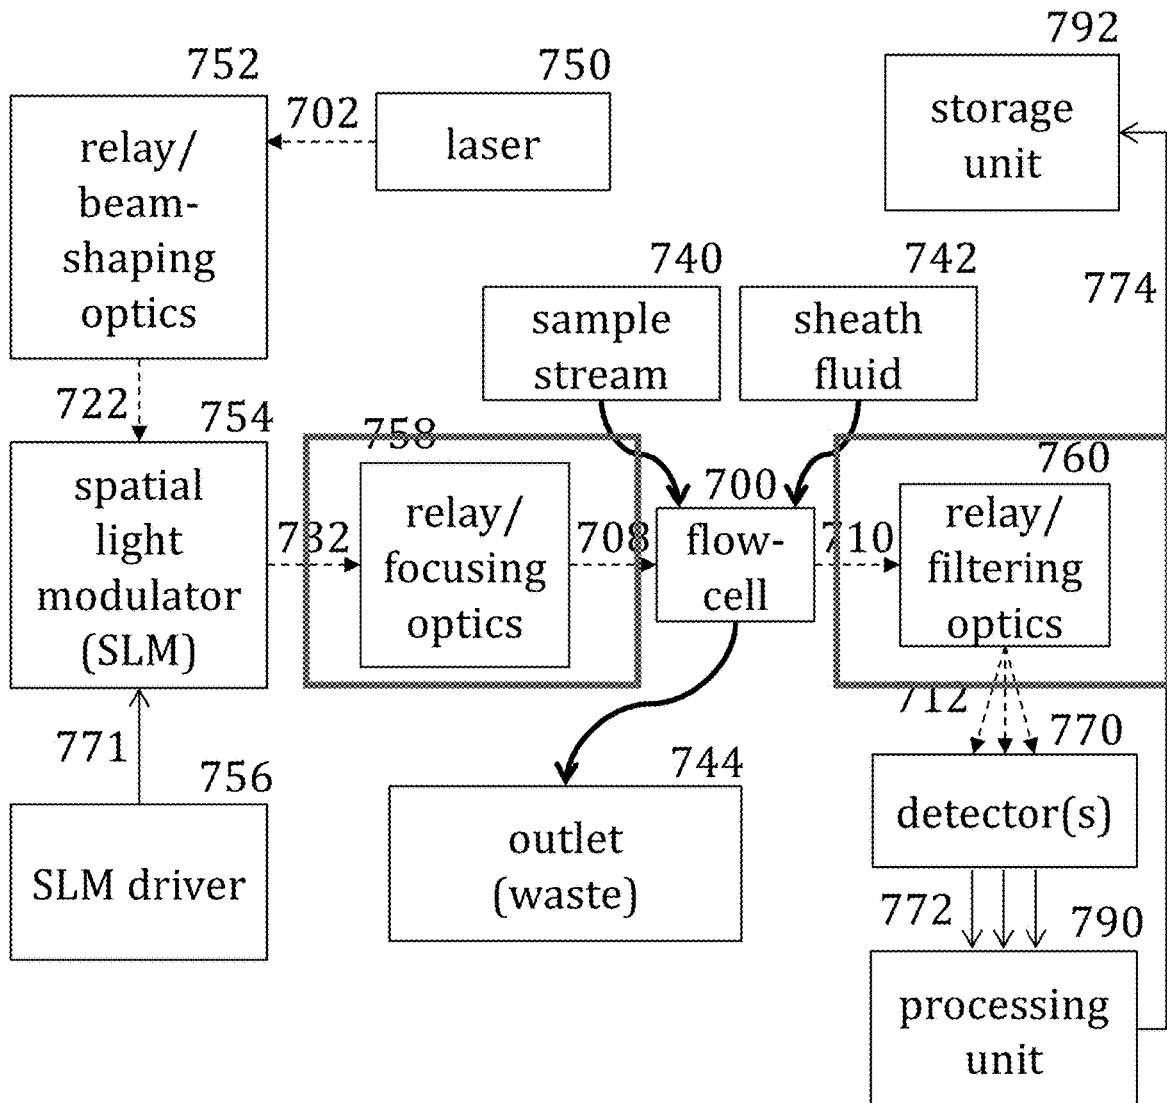 792
752
750
702
storage
unit
relay/
beam-
shaping
optics
laser
740
742
774
sample
stream
sheath
fluid
722
754
758
760
700
spatial
light
modulator
(SLM)
732
relay/
focusing
optics
708
flow-
cell
710
relay/
filtering
optics
712
771
756
744
770
SLM driver
outlet
(waste)
detector(s)
772
790
processing
unit